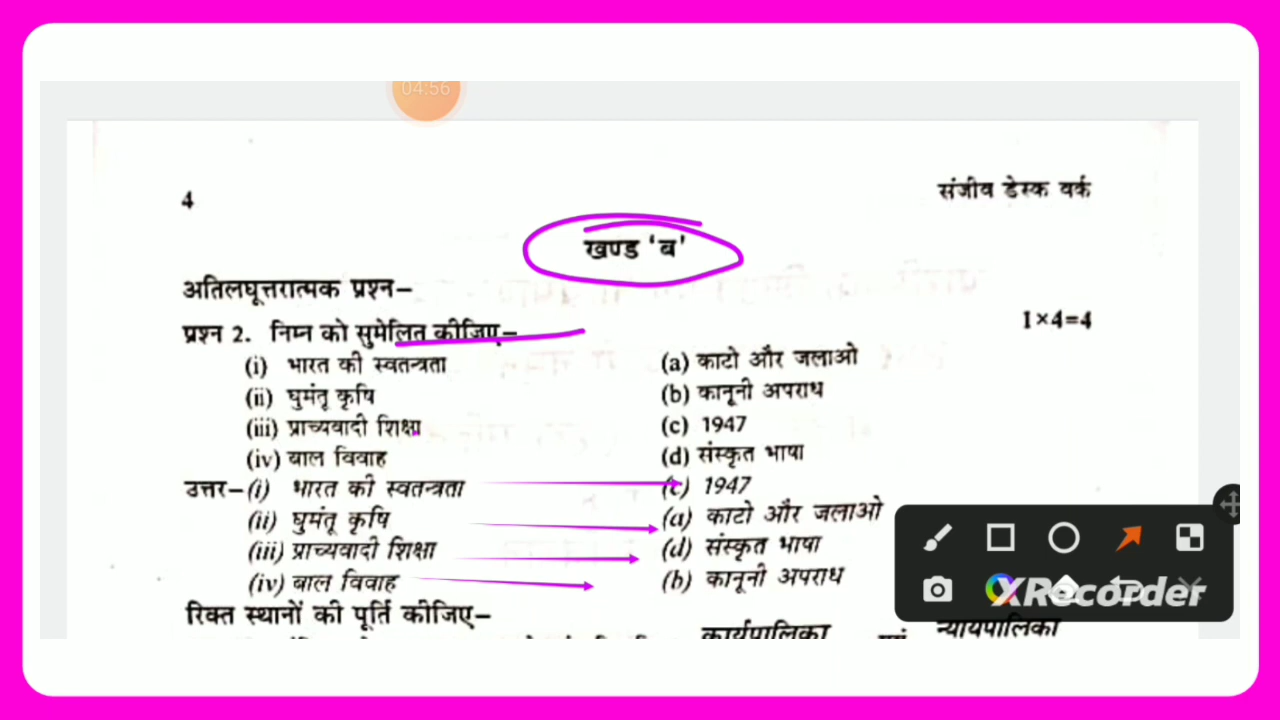 04:56
4 संजीव डेस्क वर्क
खण्ड 'ब'
अतिलघूत्तरात्मक प्रश्न–
प्रश्न 2. निम्न को सुमेलित कीजिए– 1×4=4
(i) भारत की स्वतन्त्रता (a) काटो और जलाओ
(ii) घुमंतू कृषि (b) कानूनी अपराध
(iii) प्राच्यवादी शिक्षा (c) 1947
(iv) बाल विवाह (d) संस्कृत भाषा
उत्तर–(i) भारत की स्वतन्त्रता (c) 1947
(ii) घुमंतू कृषि (a) काटो और जलाओ
(iii) प्राच्यवादी शिक्षा (d) संस्कृत भाषा
(iv) बाल विवाह (b) कानूनी अपराध
XRecorder
रिक्त स्थानों की पूर्ति कीजिए–
कार्यपालिका एवं न्यायपालिका